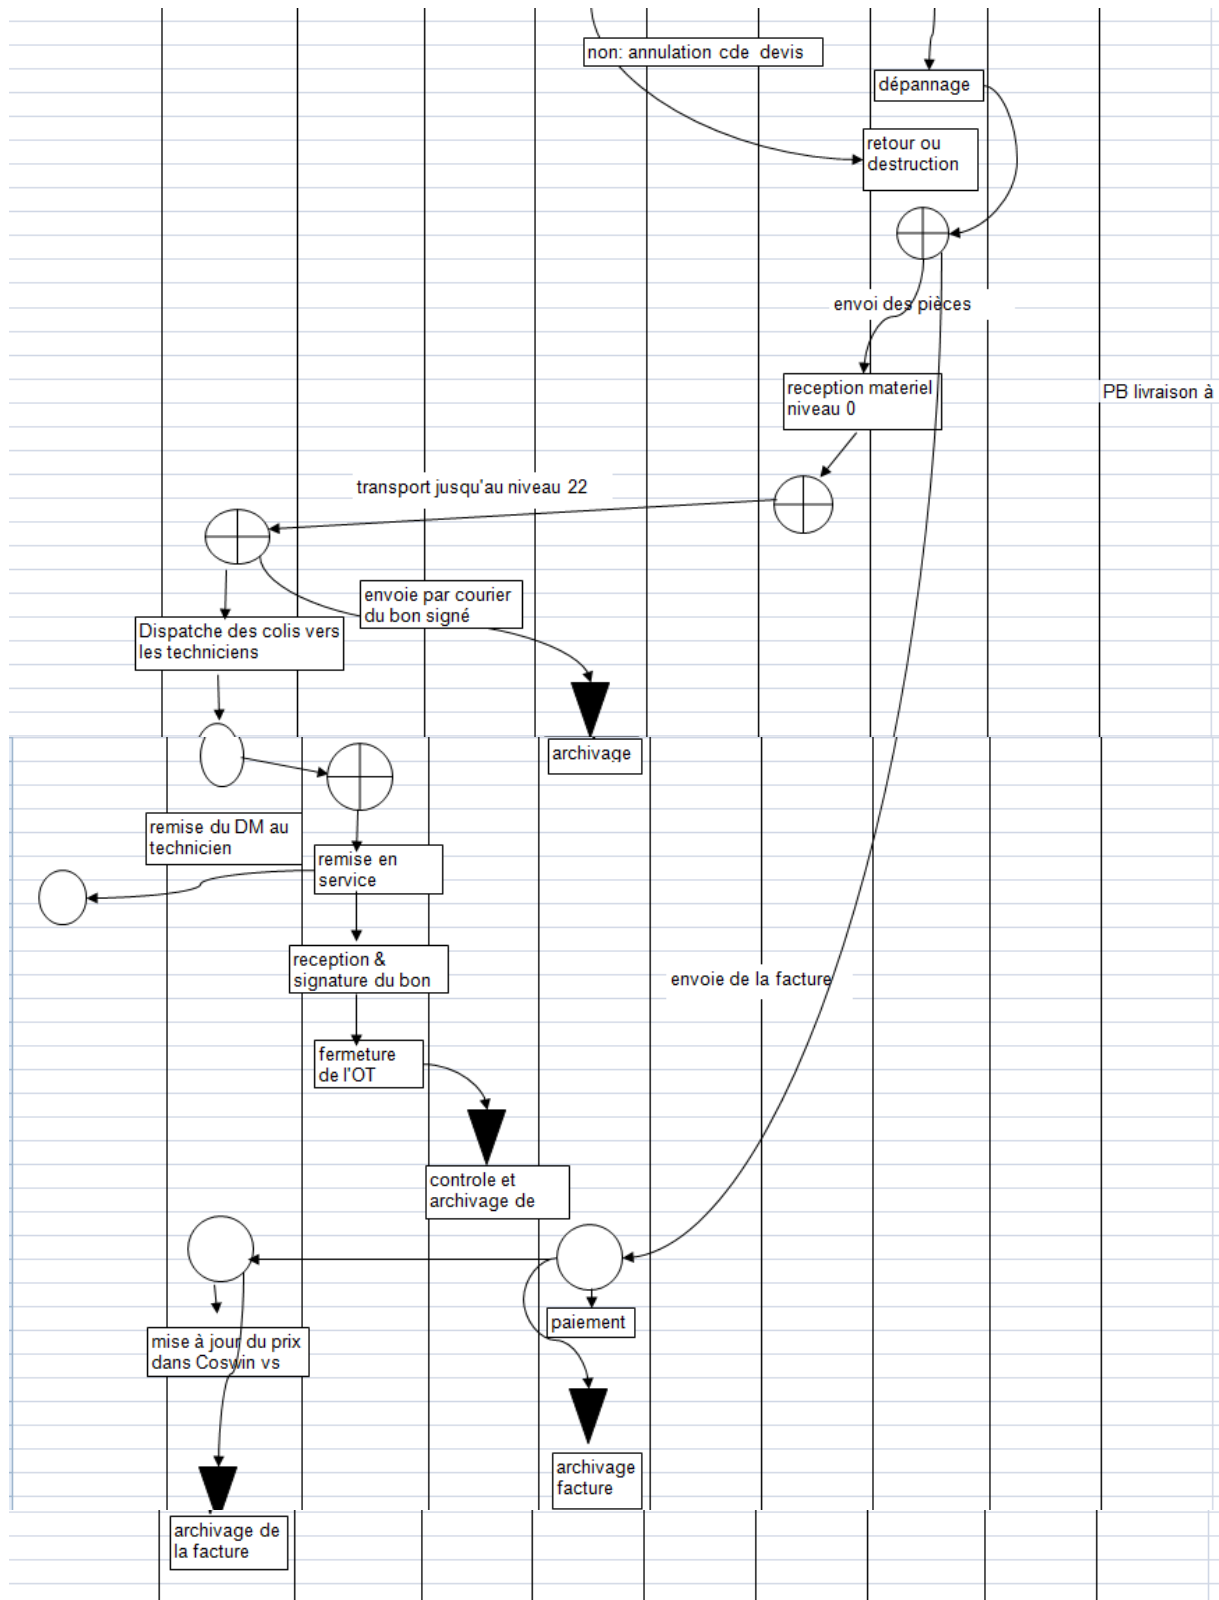 non: annulation cde devis
dépannage
retour ou
destruction
envoi des pièces
reception materiel
niveau 0
PB livraison à
transport jusqu'au niveau 22
envoie par courier
du bon signé
Dispatche des colis vers
les techniciens
archivage
remise du DM au
technicien
remise en
service
reception &
signature du bon
envoie de la facture
fermeture
de l'OT
controle et
archivage de
paiement
mise à jour du prix
dans Coswin vs
archivage
facture
archivage de
la facture